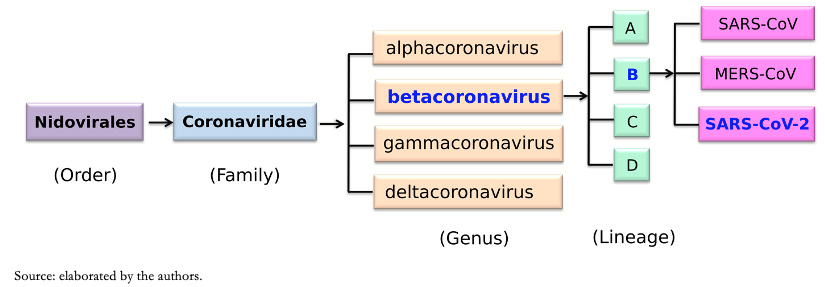 Nidovirales
(Order)
Coronaviridae
(Family)
alphacoronavirus
betacoronavirus
gammacoronavirus
deltacoronavirus
(Genus)
A
B
C
D
(Lineage)
SARS-CoV
MERS-CoV
SARS-CoV-2
Source: elaborated by the authors.